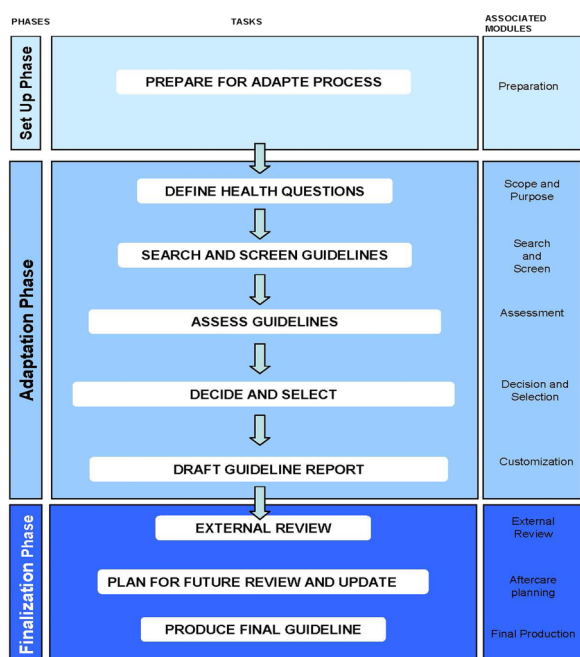 PHASES
TASKS
ASSOCIATED
MODULES
Set Up Phase
PREPARE FOR ADAPTE PROCESS
Preparation
Adaptation Phase
DEFINE HEALTH QUESTIONS
Scope and
Purpose
SEARCH AND SCREEN GUIDELINES
Search
and
Screen
ASSESS GUIDELINES
Assessment
DECIDE AND SELECT
Decision and
Selection
DRAFT GUIDELINE REPORT
Customization
Finalization Phase
EXTERNAL REVIEW
External
Review
PLAN FOR FUTURE REVIEW AND UPDATE
Aftercare
planning
PRODUCE FINAL GUIDELINE
Final Production